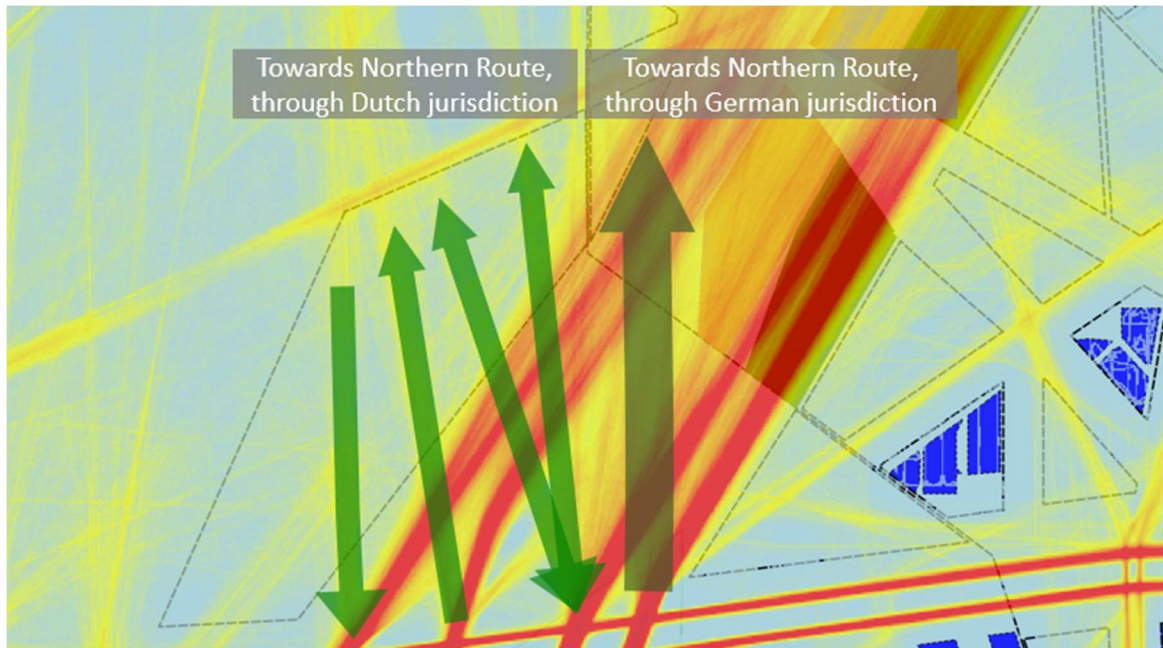 Towards Northern Route,
through Dutch jurisdiction
Towards Northern Route,
through German jurisdiction